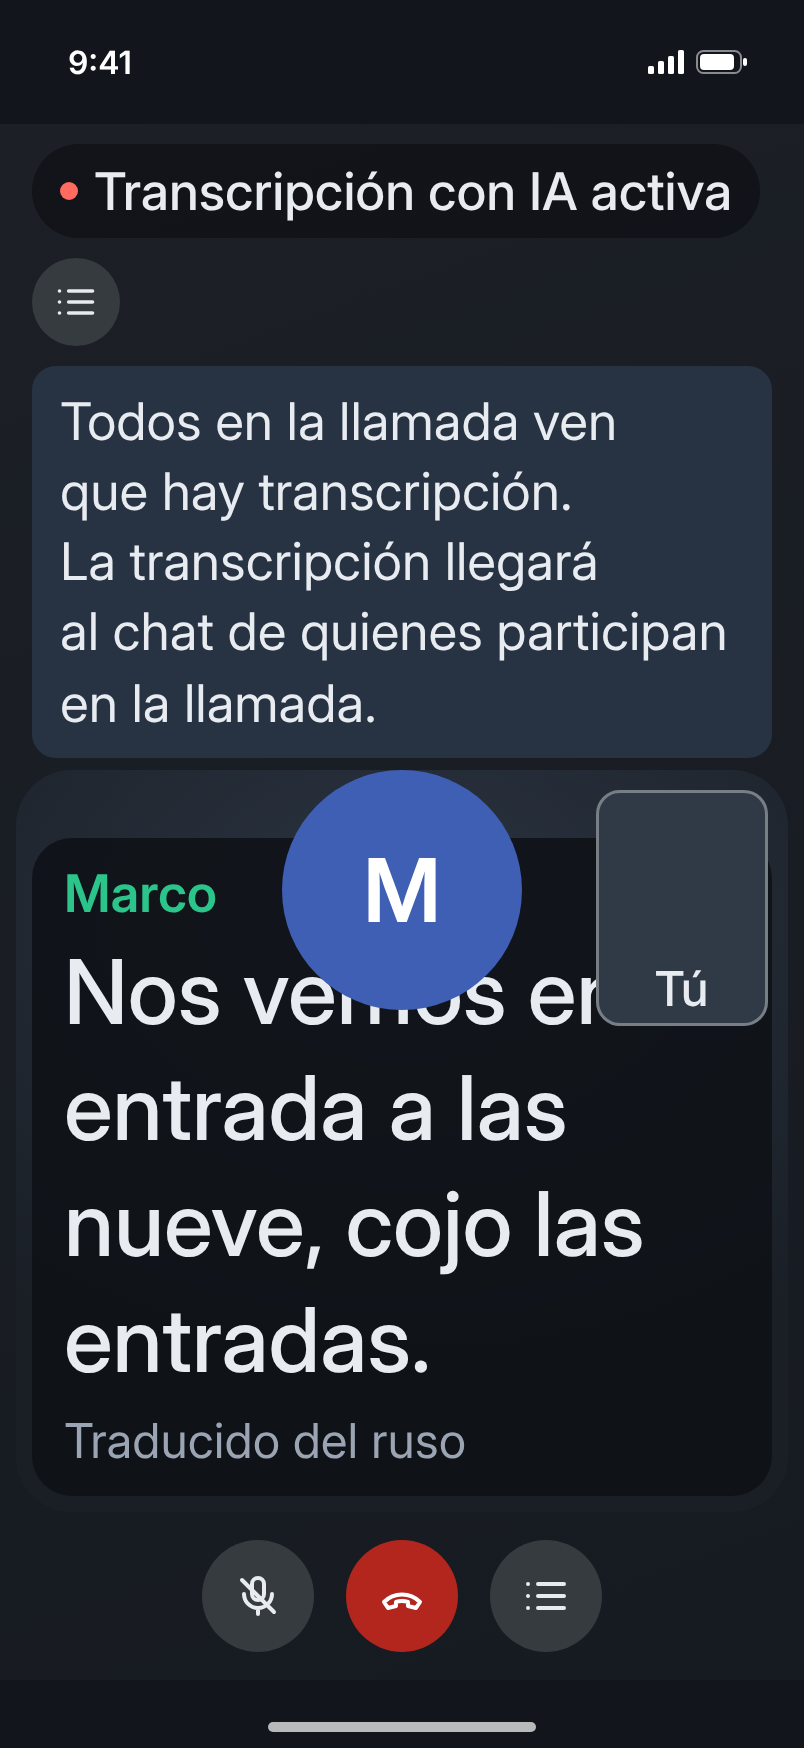 9:41
Transcripción con IA activa
Todos en la llamada ven
que hay transcripción.
La transcripción llegará
al chat de quienes participan
en la llamada.
M
Marco
Tú
Nos
entrada a las
nueve, cojo las
entradas.
Traducido del ruso